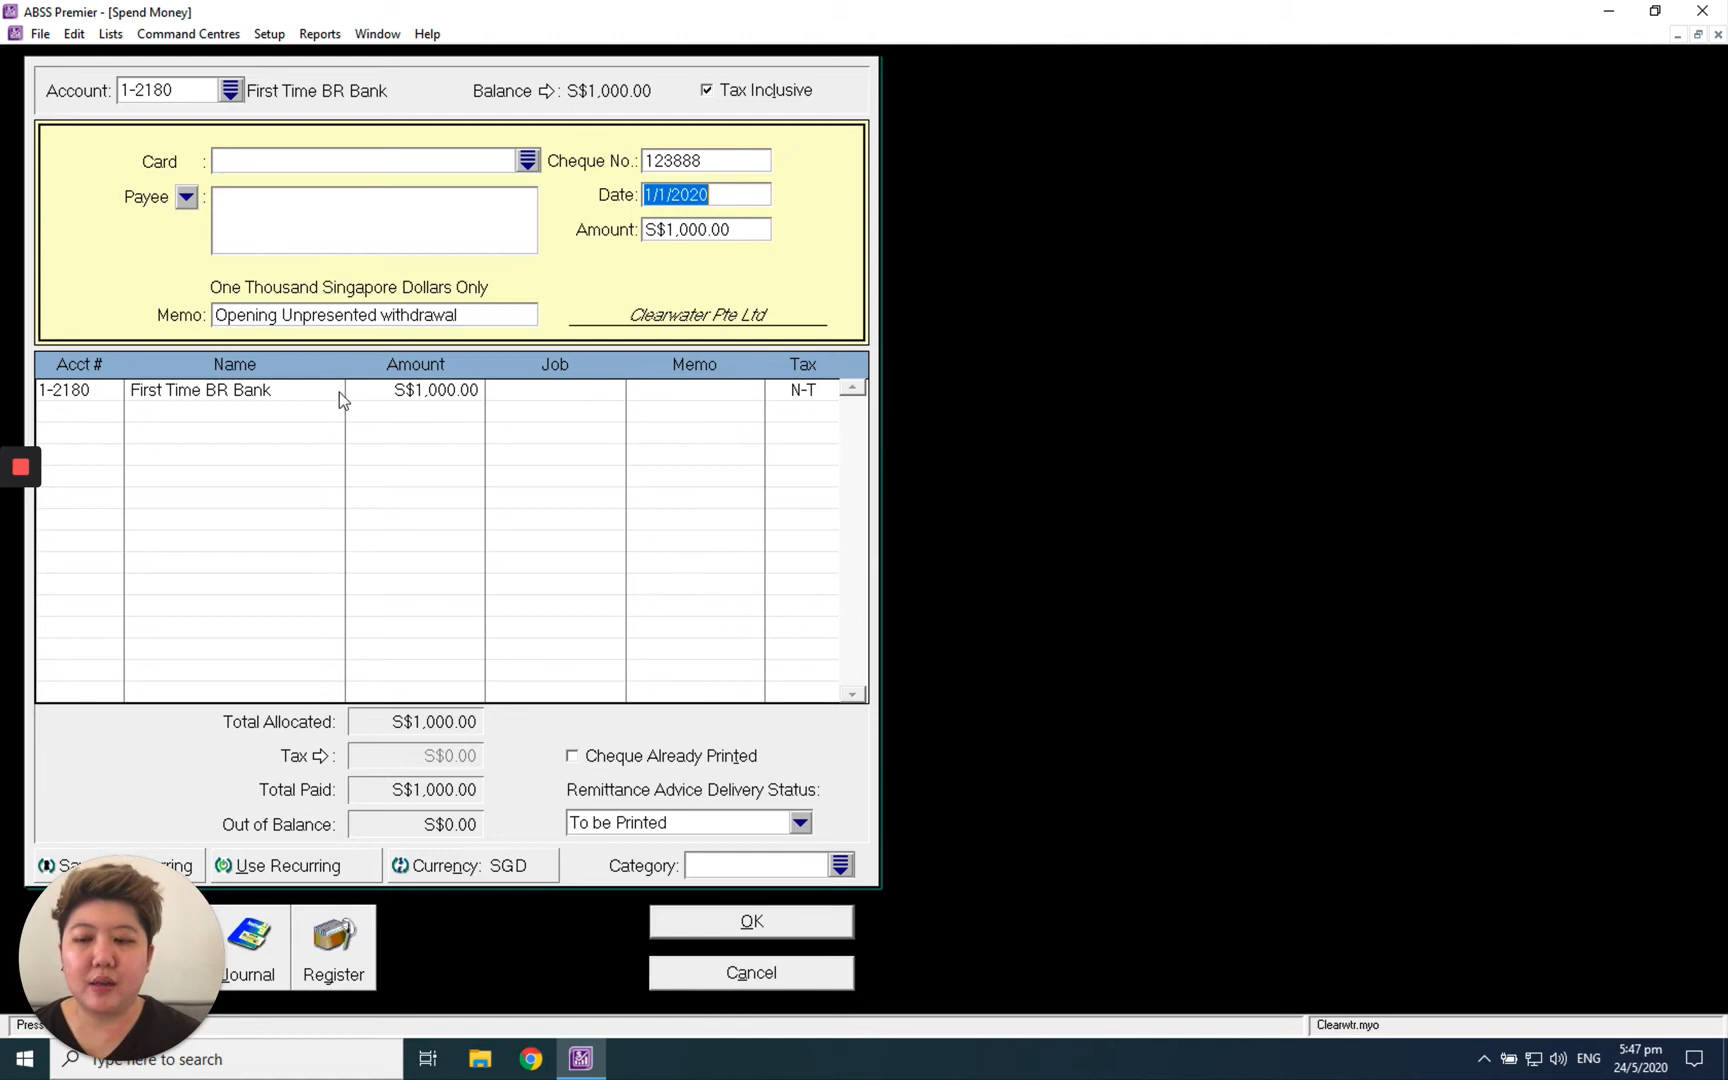 ABSS Premier - [Spend Money]
File Edit Lists Command Centres Setup Reports Window Help
Account: 1-2180 First Time BR Bank Balance : S$1,000.00 Tax Inclusive
Card : Cheque No.: 123888
Payee : Date: 1/1/2020
Amount: S$1,000.00
One Thousand Singapore Dollars Only
Memo: Opening Unpresented withdrawal Clearwater Pte Ltd
Acct # Name Amount Job Memo Tax
1-2180 First Time BR Bank S$1,000.00 N-T
Total Allocated: S$1,000.00
Tax : S$0.00 Cheque Already Printed
Total Paid: S$1,000.00 Remittance Advice Delivery Status:
Out of Balance: S$0.00 To be Printed
Use Recurring Currency: SGD Category:
OK
Journal Register Cancel
Clearwtr.myo
Type here to search ENG 5:47 pm
24/5/2020